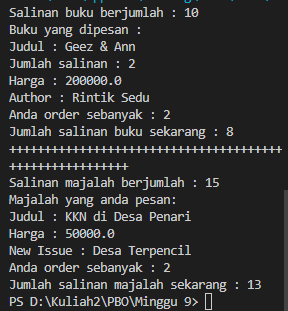 Salinan buku berjumlah : 10
Buku yang dipesan :
Judul : Geez & Ann
Jumlah salinan : 2
Harga : 200000.0
Author : Rintik Sedu
Anda order sebanyak : 2
Jumlah salinan buku sekarang : 8
++++++++++++++++++++++++++++++++++++++
+++++++++++++++++
Salinan majalah berjumlah : 15
Majalah yang anda pesan:
Judul : KKN di Desa Penari
Harga : 50000.0
New Issue : Desa Terpencil
Anda order sebanyak : 2
Jumlah salinan majalah sekarang : 13
PS D:\Kuliah2\PBO\Minggu 9>